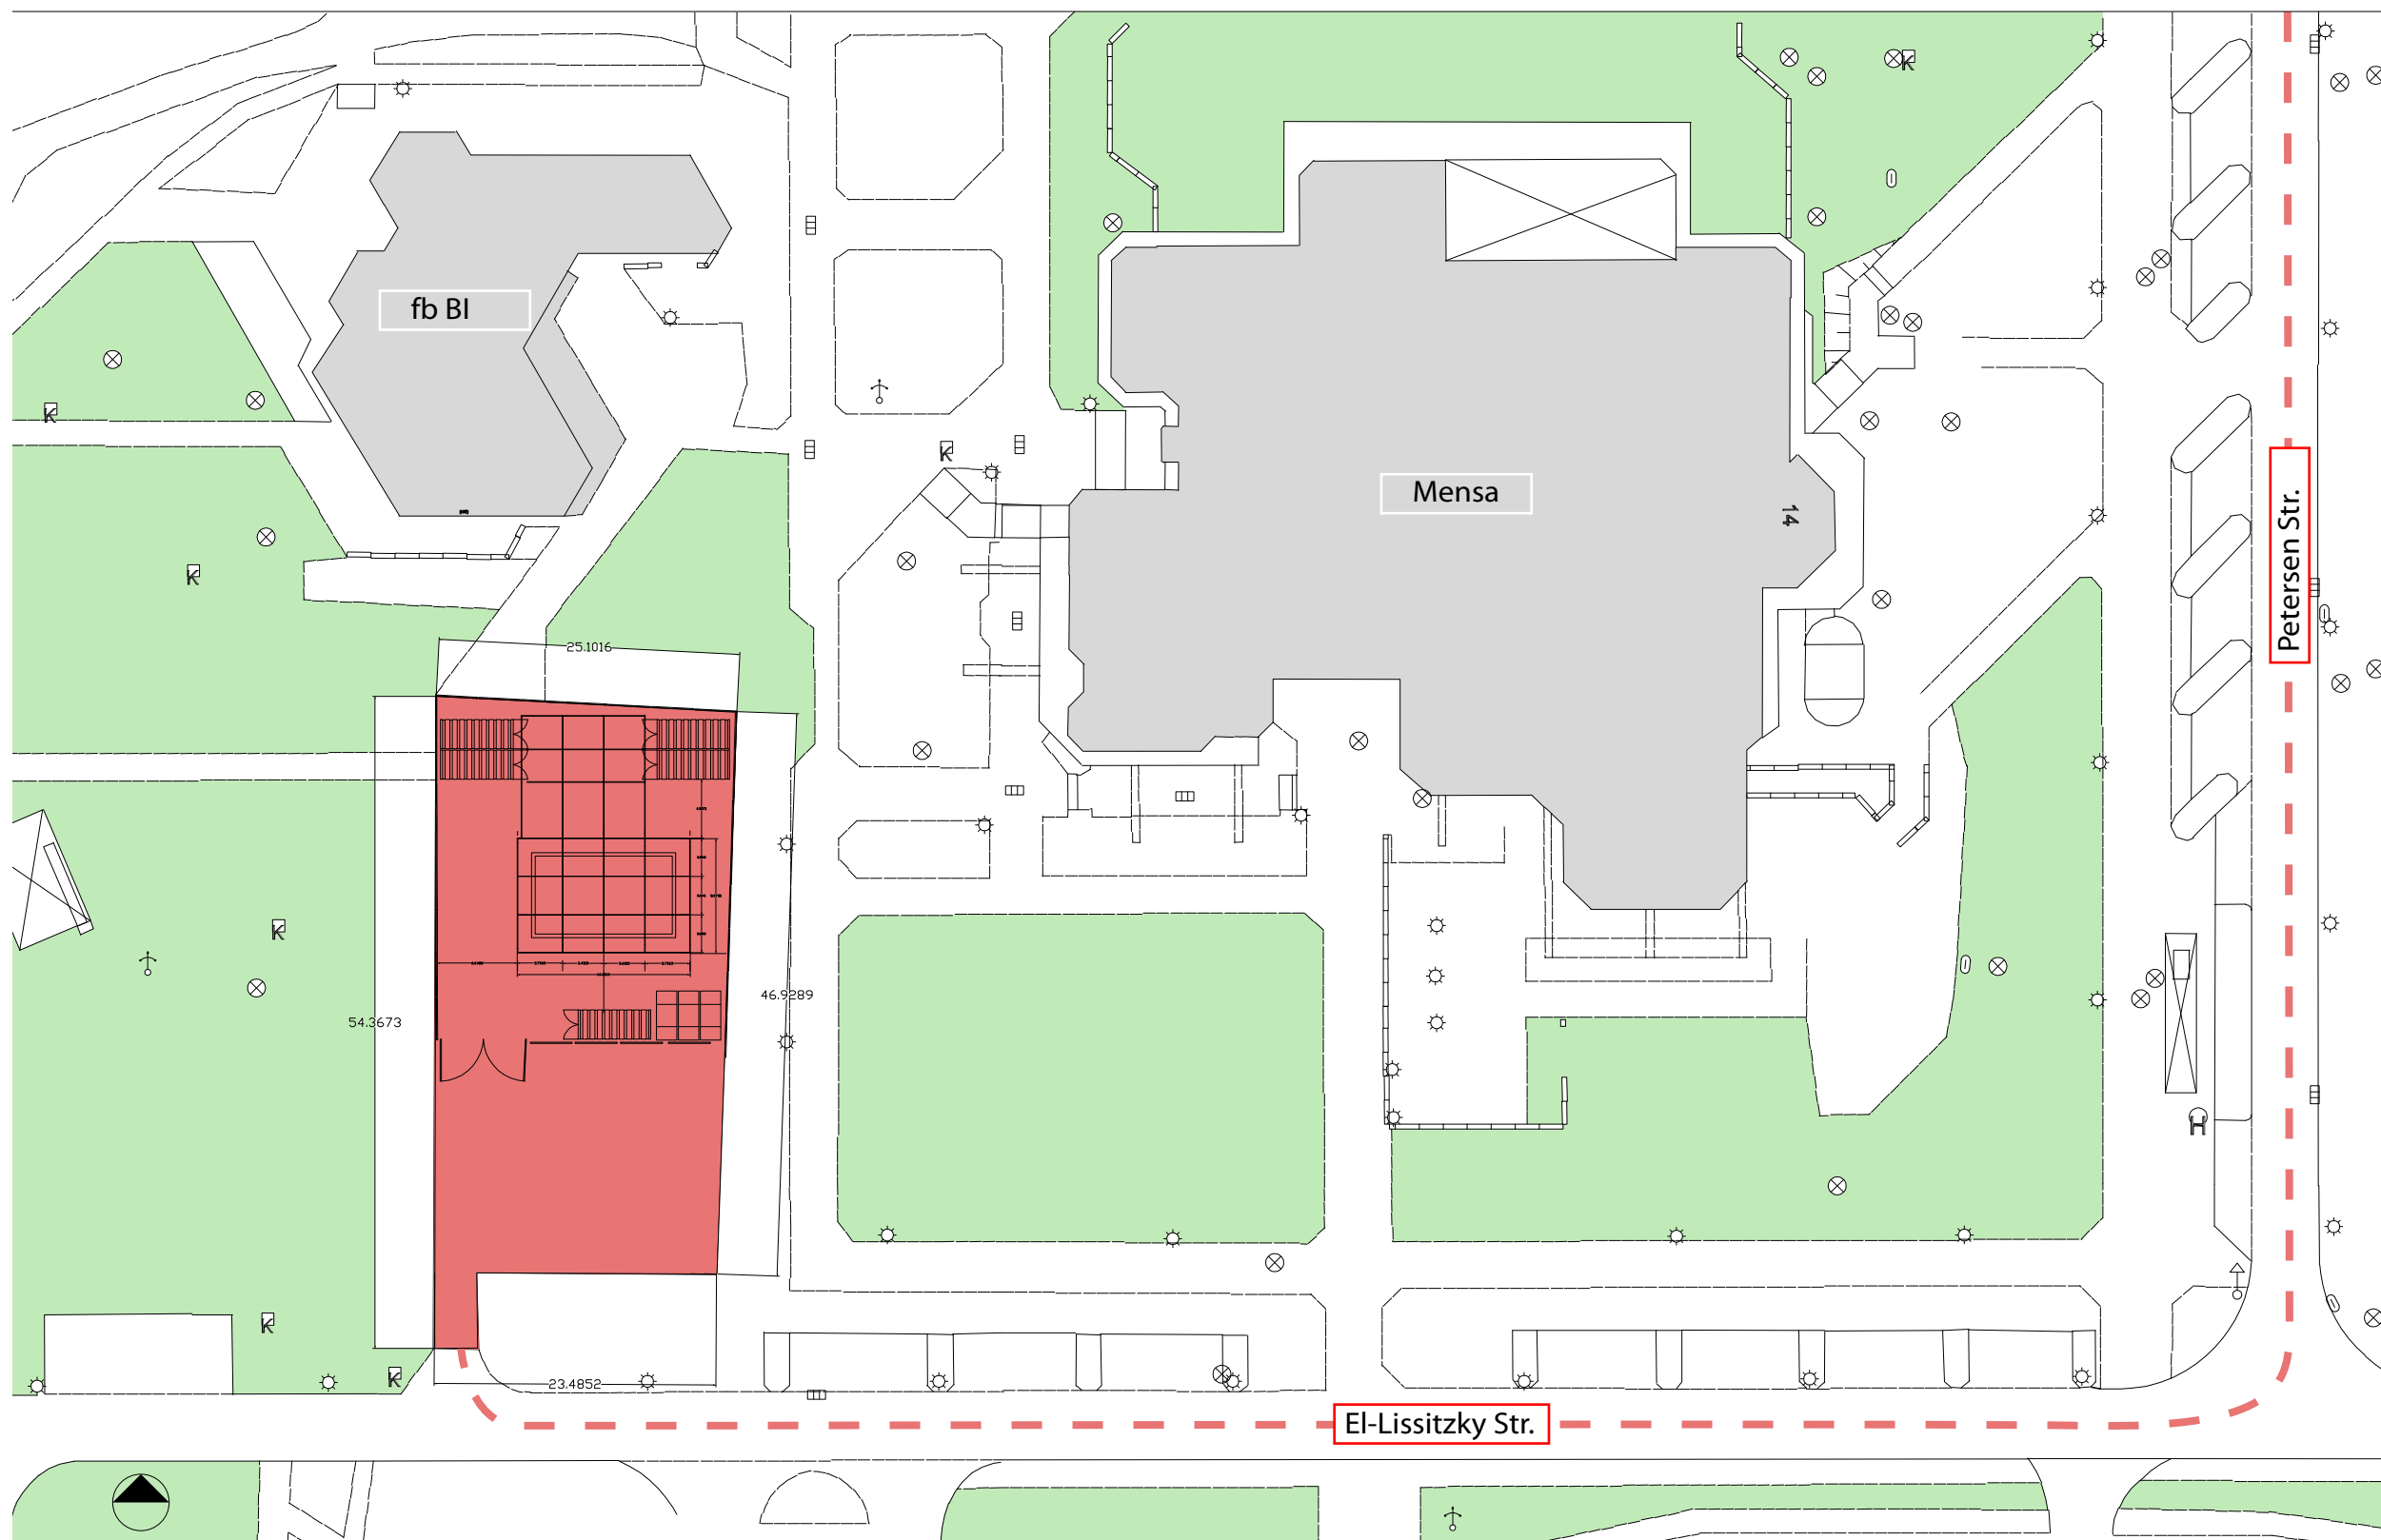 K
fb BI
K
K
Mensa
14
Petersen Str.
K
25.1016
K
46.9289
54.3673
H
K
K
23.4852
El-Lissitzky Str.